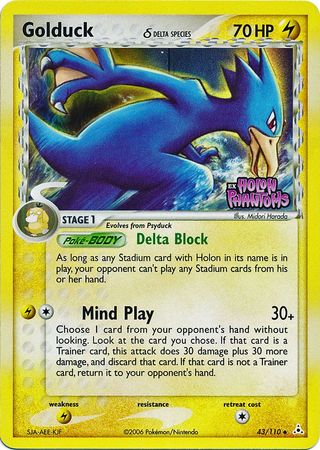 Golduck δ DELTA SPECIES 70 HP
EX HOLON PHANTOMS
Illus. Midori Harada
STAGE 1 Evolves from Psyduck
Poké-BODY Delta Block
As long as any Stadium card with Holon in its name is in
play, your opponent can't play any Stadium cards from his
or her hand.
Mind Play 30+
Choose 1 card from your opponent's hand without
looking. Look at the card you chose. If that card is a
Trainer card, this attack does 30 damage plus 30 more
damage, and discard that card. If that card is not a Trainer
card, return it to your opponent's hand.
weakness resistance retreat cost
SJA-AEE-KJF ©2006 Pokémon/Nintendo 43/110 ◆